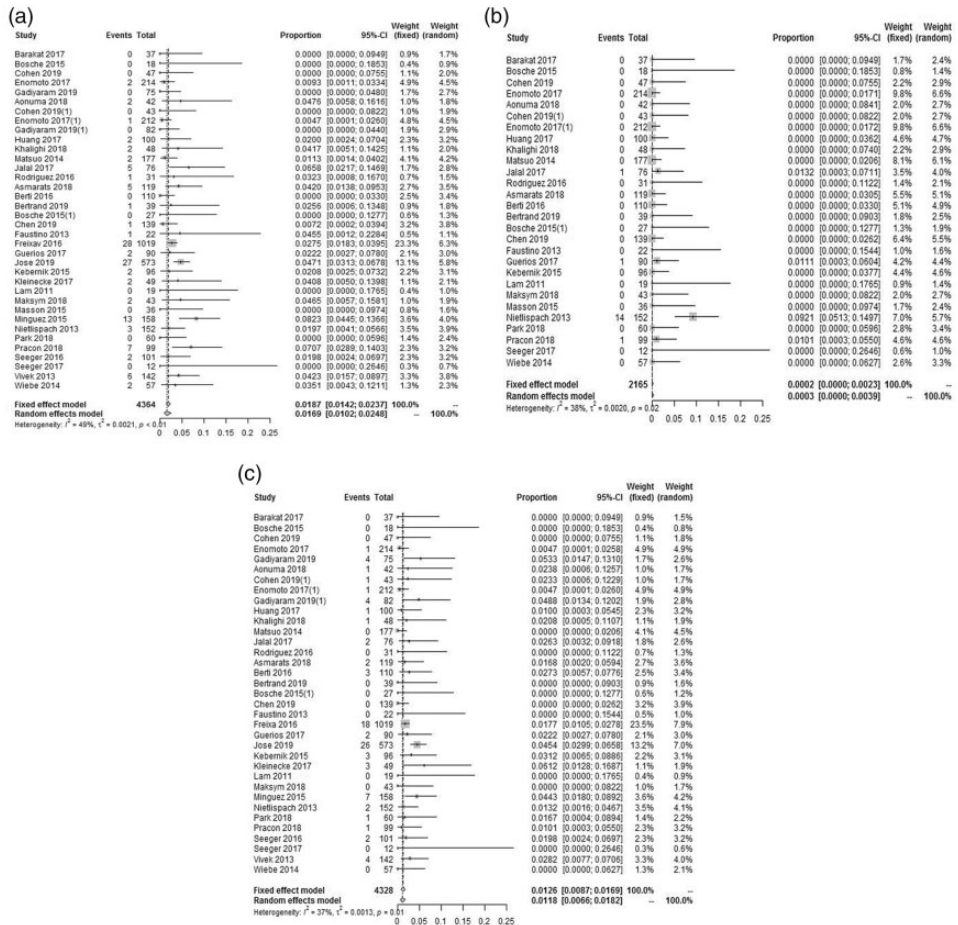 (a)
Weight Weight
Study Events Total Proportion 95%-CI (fixed) (random)
Barakat 2017 0 37 0.0000 [0.0000; 0.0949] 0.9% 1.7%
Bosche 2015 0 18 0.0000 [0.0000; 0.1853] 0.4% 0.9%
Cohen 2019 0 47 0.0000 [0.0000; 0.0755] 1.1% 2.0%
Enomoto 2017 2 214 0.0093 [0.0011; 0.0334] 4.9% 4.4%
Gadiyaram 2019 0 75 0.0000 [0.0000; 0.0480] 1.7% 2.7%
Aonuma 2018 2 42 0.0476 [0.0058; 0.1616] 1.0% 1.9%
Cohen 2019(1) 0 43 0.0000 [0.0000; 0.0822] 1.0% 1.9%
Enomoto 2017(1) 1 212 0.0047 [0.0001; 0.0260] 4.8% 4.4%
Gadiyaram 2019(1) 0 82 0.0000 [0.0000; 0.0440] 1.9% 2.8%
Huang 2017 2 100 0.0200 [0.0024; 0.0704] 2.3% 3.1%
Khalighi 2018 2 48 0.0417 [0.0051; 0.1425] 1.1% 2.0%
Matsuo 2014 2 177 0.0113 [0.0014; 0.0402] 4.1% 4.2%
Jalal 2017 5 76 0.0658 [0.0217; 0.1469] 1.7% 2.7%
Rodriguez 2016 1 31 0.0323 [0.0008; 0.1670] 0.7% 1.5%
Asmarats 2018 5 119 0.0420 [0.0138; 0.0953] 2.7% 3.4%
Berti 2016 0 110 0.0000 [0.0000; 0.0330] 2.5% 3.3%
Bertrand 2019 1 39 0.0256 [0.0006; 0.1348] 0.9% 1.8%
Bosche 2015(1) 0 27 0.0000 [0.0000; 0.1277] 0.6% 1.3%
Chen 2019 1 139 0.0072 [0.0002; 0.0394] 3.2% 3.7%
Faustino 2013 1 22 0.0455 [0.0012; 0.2284] 0.5% 1.1%
Freixav 2016 28 1019 0.0275 [0.0183; 0.0395] 23.3% 6.3%
Guerios 2017 2 90 0.0222 [0.0027; 0.0780] 2.1% 3.0%
Jose 2019 27 573 0.0471 [0.0313; 0.0678] 13.1% 5.8%
Kebernik 2015 2 96 0.0208 [0.0025; 0.0732] 2.2% 3.1%
Kleinecke 2017 2 49 0.0408 [0.0050; 0.1398] 1.1% 2.1%
Lam 2011 0 19 0.0000 [0.0000; 0.1765] 0.4% 1.0%
Maksym 2018 2 43 0.0465 [0.0057; 0.1581] 1.0% 1.9%
Masson 2015 0 36 0.0000 [0.0000; 0.0974] 0.8% 1.7%
Minguez 2015 13 158 0.0823 [0.0445; 0.1366] 3.6% 4.0%
Nietlispach 2013 3 152 0.0197 [0.0041; 0.0566] 3.5% 3.9%
Park 2018 0 60 0.0000 [0.0000; 0.0596] 1.4% 2.4%
Pracon 2018 7 99 0.0707 [0.0289; 0.1403] 2.3% 3.2%
Seeger 2016 2 101 0.0198 [0.0024; 0.0697] 2.3% 3.2%
Seeger 2017 0 12 0.0000 [0.0000; 0.2646] 0.3% 0.7%
Vivek 2013 6 142 0.0423 [0.0157; 0.0897] 3.3% 3.8%
Wiebe 2014 2 57 0.0351 [0.0043; 0.1211] 1.3% 2.3%
Fixed effect model 4364 0.0187 [0.0142; 0.0237] 100.0% --
Random effects model 0.0169 [0.0102; 0.0248] -- 100.0%
Heterogeneity: I² = 49%, τ² = 0.0021, p < 0.01
0 0.05 0.1 0.15 0.2 0.25
(b)
Weight Weight
Study Events Total Proportion 95%-CI (fixed) (random)
Barakat 2017 0 37 0.0000 [0.0000; 0.0949] 1.7% 2.4%
Bosche 2015 0 18 0.0000 [0.0000; 0.1853] 0.8% 1.4%
Cohen 2019 0 47 0.0000 [0.0000; 0.0755] 2.2% 2.9%
Enomoto 2017 0 214 0.0000 [0.0000; 0.0171] 9.8% 6.6%
Aonuma 2018 0 42 0.0000 [0.0000; 0.0841] 2.0% 2.7%
Cohen 2019(1) 0 43 0.0000 [0.0000; 0.0822] 2.0% 2.7%
Enomoto 2017(1) 0 212 0.0000 [0.0000; 0.0172] 9.8% 6.6%
Huang 2017 0 100 0.0000 [0.0000; 0.0362] 4.6% 4.7%
Khalighi 2018 0 48 0.0000 [0.0000; 0.0740] 2.2% 2.9%
Matsuo 2014 0 177 0.0000 [0.0000; 0.0206] 8.1% 6.1%
Jalal 2017 1 76 0.0132 [0.0003; 0.0711] 3.5% 4.0%
Rodriguez 2016 0 31 0.0000 [0.0000; 0.1122] 1.4% 2.1%
Asmarats 2018 0 119 0.0000 [0.0000; 0.0305] 5.5% 5.1%
Berti 2016 0 110 0.0000 [0.0000; 0.0330] 5.1% 4.9%
Bertrand 2019 0 39 0.0000 [0.0000; 0.0903] 1.8% 2.5%
Bosche 2015(1) 0 27 0.0000 [0.0000; 0.1277] 1.3% 1.9%
Chen 2019 0 139 0.0000 [0.0000; 0.0262] 6.4% 5.5%
Faustino 2013 0 22 0.0000 [0.0000; 0.1544] 1.0% 1.6%
Guerios 2017 1 90 0.0111 [0.0003; 0.0604] 4.2% 4.4%
Kebernik 2015 0 96 0.0000 [0.0000; 0.0377] 4.4% 4.6%
Lam 2011 0 19 0.0000 [0.0000; 0.1765] 0.9% 1.4%
Maksym 2018 0 43 0.0000 [0.0000; 0.0822] 2.0% 2.7%
Masson 2015 0 36 0.0000 [0.0000; 0.0974] 1.7% 2.4%
Nietlispach 2013 14 152 0.0921 [0.0513; 0.1497] 7.0% 5.7%
Park 2018 0 60 0.0000 [0.0000; 0.0596] 2.8% 3.4%
Pracon 2018 1 99 0.0101 [0.0003; 0.0550] 4.6% 4.7%
Seeger 2017 0 12 0.0000 [0.0000; 0.2646] 0.6% 1.0%
Wiebe 2014 0 57 0.0000 [0.0000; 0.0627] 2.6% 3.3%
Fixed effect model 2165 0.0002 [0.0000; 0.0023] 100.0% --
Random effects model 0.0003 [0.0000; 0.0039] -- 100.0%
Heterogeneity: I² = 38%, τ² = 0.0020, p = 0.02
0 0.05 0.1 0.15 0.2 0.25
(c)
Weight Weight
Study Events Total Proportion 95%-CI (fixed) (random)
Barakat 2017 0 37 0.0000 [0.0000; 0.0949] 0.9% 1.5%
Bosche 2015 0 18 0.0000 [0.0000; 0.1853] 0.4% 0.8%
Cohen 2019 0 47 0.0000 [0.0000; 0.0755] 1.1% 1.8%
Enomoto 2017 1 214 0.0047 [0.0001; 0.0258] 4.9% 4.9%
Gadiyaram 2019 4 75 0.0533 [0.0147; 0.1310] 1.7% 2.6%
Aonuma 2018 1 42 0.0238 [0.0006; 0.1257] 1.0% 1.7%
Cohen 2019(1) 1 43 0.0233 [0.0006; 0.1229] 1.0% 1.7%
Enomoto 2017(1) 1 212 0.0047 [0.0001; 0.0260] 4.9% 4.9%
Gadiyaram 2019(1) 4 82 0.0488 [0.0134; 0.1202] 1.9% 2.8%
Huang 2017 1 100 0.0100 [0.0003; 0.0545] 2.3% 3.2%
Khalighi 2018 1 48 0.0208 [0.0005; 0.1107] 1.1% 1.9%
Matsuo 2014 0 177 0.0000 [0.0000; 0.0206] 4.1% 4.5%
Jalal 2017 2 76 0.0263 [0.0032; 0.0918] 1.8% 2.6%
Rodriguez 2016 0 31 0.0000 [0.0000; 0.1122] 0.7% 1.3%
Asmarats 2018 2 119 0.0168 [0.0020; 0.0594] 2.7% 3.6%
Berti 2016 3 110 0.0273 [0.0057; 0.0776] 2.5% 3.4%
Bertrand 2019 0 39 0.0000 [0.0000; 0.0903] 0.9% 1.6%
Bosche 2015(1) 0 27 0.0000 [0.0000; 0.1277] 0.6% 1.2%
Chen 2019 0 139 0.0000 [0.0000; 0.0262] 3.2% 3.9%
Faustino 2013 0 22 0.0000 [0.0000; 0.1544] 0.5% 1.0%
Freixa 2016 18 1019 0.0177 [0.0105; 0.0278] 23.5% 7.9%
Guerios 2017 2 90 0.0222 [0.0027; 0.0780] 2.1% 2.9%
Jose 2019 26 573 0.0454 [0.0299; 0.0658] 13.2% 7.0%
Kebernik 2015 3 96 0.0312 [0.0065; 0.0886] 2.2% 3.1%
Kleinecke 2017 3 49 0.0612 [0.0128; 0.1687] 1.1% 1.9%
Lam 2011 0 19 0.0000 [0.0000; 0.1765] 0.4% 0.9%
Maksym 2018 0 43 0.0000 [0.0000; 0.0822] 1.0% 1.7%
Minguez 2015 7 158 0.0443 [0.0180; 0.0892] 3.6% 4.2%
Nietlispach 2013 2 152 0.0132 [0.0016; 0.0467] 3.5% 4.1%
Park 2018 1 60 0.0167 [0.0004; 0.0894] 1.4% 2.2%
Pracon 2018 1 99 0.0101 [0.0003; 0.0550] 2.3% 3.2%
Seeger 2016 2 101 0.0198 [0.0024; 0.0697] 2.3% 3.2%
Seeger 2017 0 12 0.0000 [0.0000; 0.2646] 0.3% 0.6%
Vivek 2013 4 142 0.0282 [0.0077; 0.0706] 3.3% 3.9%
Wiebe 2014 0 57 0.0000 [0.0000; 0.0627] 1.3% 2.1%
Fixed effect model 4328 0.0126 [0.0087; 0.0169] 100.0% --
Random effects model 0.0118 [0.0066; 0.0182] -- 100.0%
Heterogeneity: I² = 37%, τ² = 0.0013, p = 0.01
0 0.05 0.1 0.15 0.2 0.25